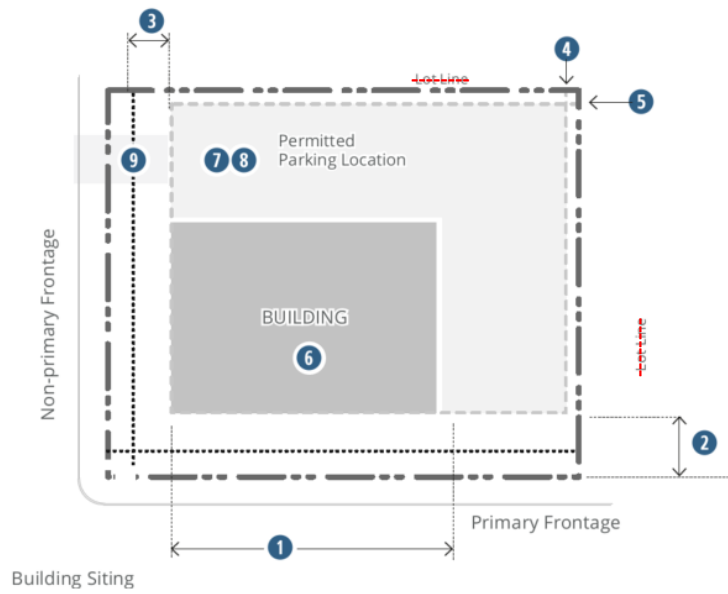 3
4
Lot Line
5
Permitted
Parking Location
9
7 8
Non-primary Frontage
BUILDING
6
Lot Line
2
Primary Frontage
1
Building Siting